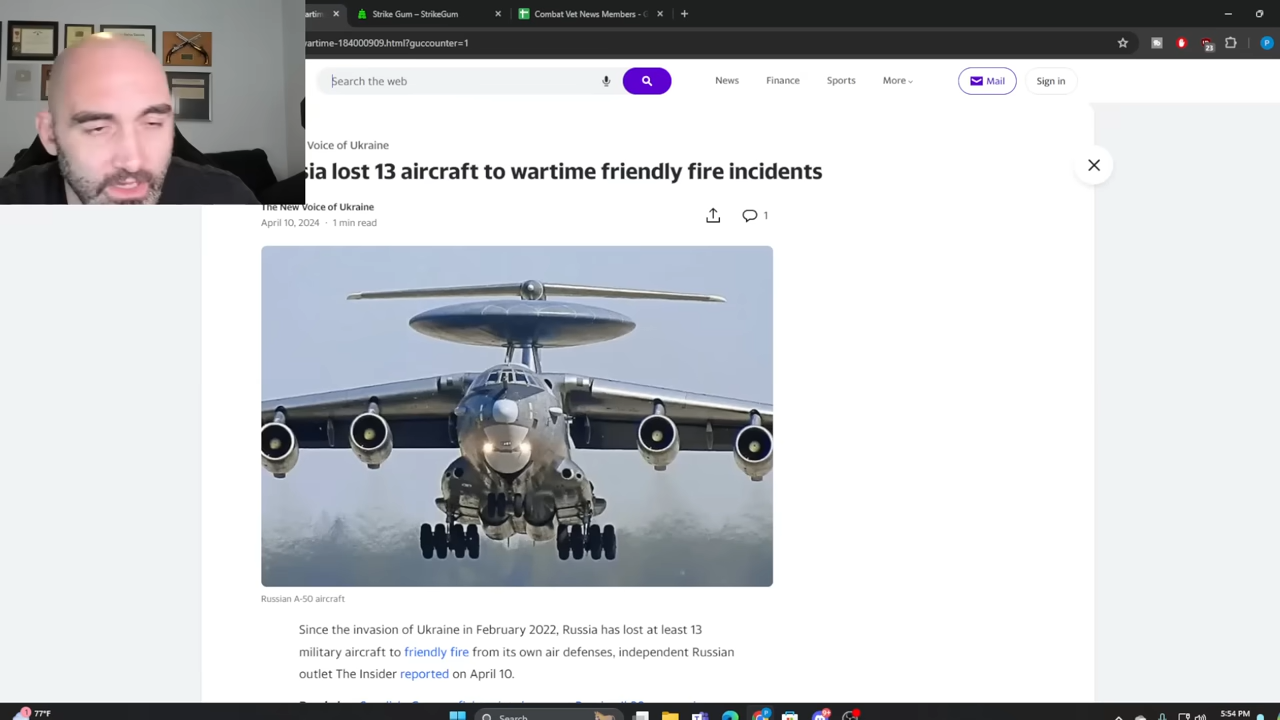 artime
Strike Gum – StrikeGum
Combat Vet News Members - G
artime-184000909.html?guccounter=1
Search the web
News
Finance
Sports
More
Mail
Sign in
Voice of Ukraine
sia lost 13 aircraft to wartime friendly fire incidents
The New Voice of Ukraine
April 10, 2024 · 1 min read
1
Russian A-50 aircraft
Since the invasion of Ukraine in February 2022, Russia has lost at least 13
military aircraft to friendly fire from its own air defenses, independent Russian
outlet The Insider reported on April 10.
77°F
Search
5:54 PM